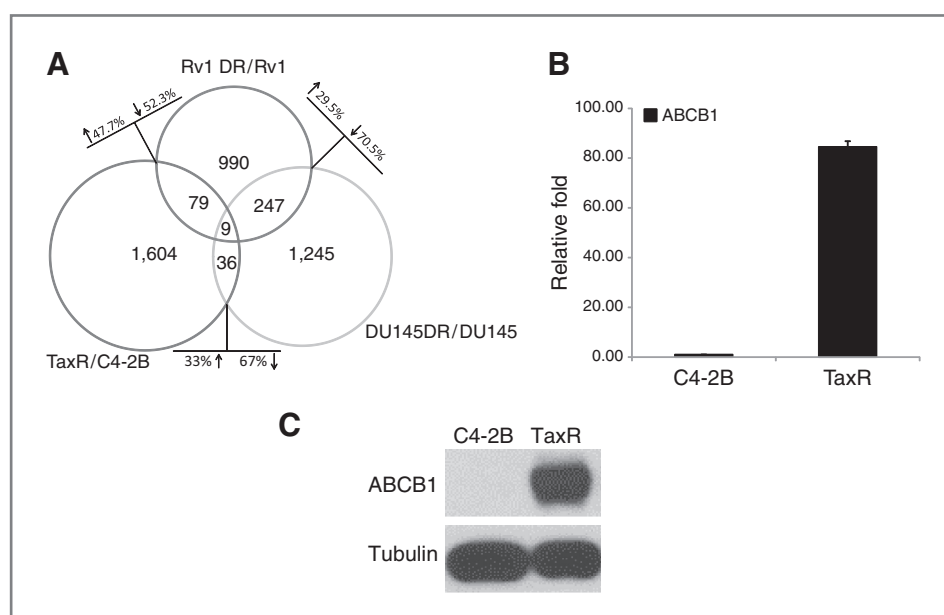 A
Rv1 DR/Rv1
↑47.7% ↓52.3%
↑29.5% ↓70.5%
990
79
247
9
1,604
36
1,245
DU145DR/DU145
TaxR/C4-2B
33%↑ 67%↓
B
ABCB1
100.00
80.00
60.00
40.00
20.00
0.00
Relative fold
C4-2B TaxR
C
C4-2B TaxR
ABCB1
Tubulin